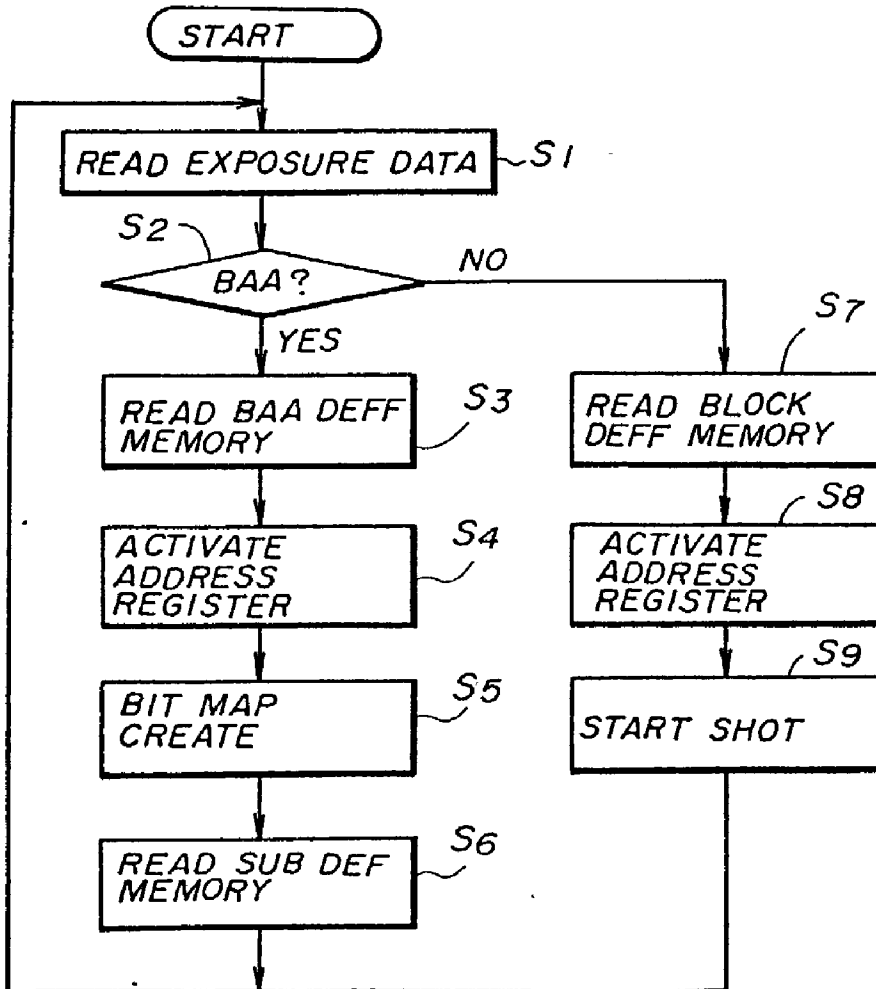 START
READ EXPOSURE DATA
S1
S2
BAA?
NO
YES
READ BAA DEFF
MEMORY
S3
ACTIVATE
ADDRESS
REGISTER
S4
BIT MAP
CREATE
S5
READ SUB DEF
MEMORY
S6
S7
READ BLOCK
DEFF MEMORY
S8
ACTIVATE
ADDRESS
REGISTER
S9
START SHOT